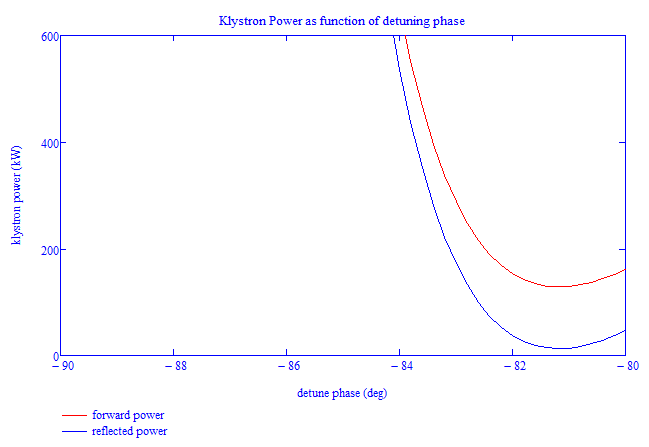 Klystron Power as function of detuning phase
600
400
200
0
klystron power (kW)
– 90
– 88
– 86
– 84
– 82
– 80
detune phase (deg)
forward power
reflected power